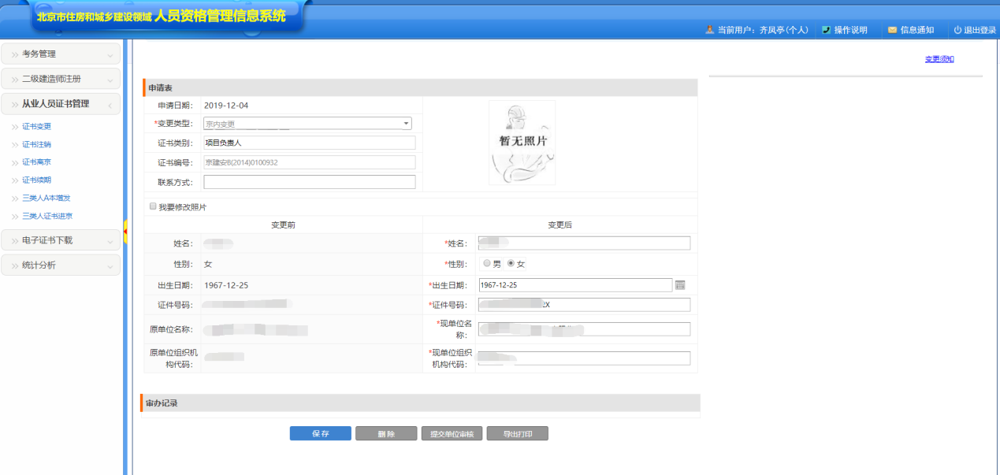 北京市住房和城乡建设领域 人员资格管理信息系统
当前用户：齐凤亭(个人) 操作说明 信息通知 退出登录
考务管理
二级建造师注册
从业人员证书管理
证书变更
证书注销
证书离京
证书续期
三类人A本增发
三类人证书进京
电子证书下载
统计分析
变更须知
申请表
申请日期： 2019-12-04
*变更类型： 京内变更
证书类别： 项目负责人
证书编号： 京建安B(2014)0100932
联系方式：
暂无照片
我要修改照片
变更前 变更后
姓名： *姓名：
性别： 女 *性别： 男 女
出生日期： 1967-12-25 *出生日期： 1967-12-25
证件号码： *证件号码： 2X
原单位名称： *现单位名
称：
原单位组织机 *现单位组织
构代码： 机构代码：
审办记录
保 存 删 除 提交单位审核 导出打印